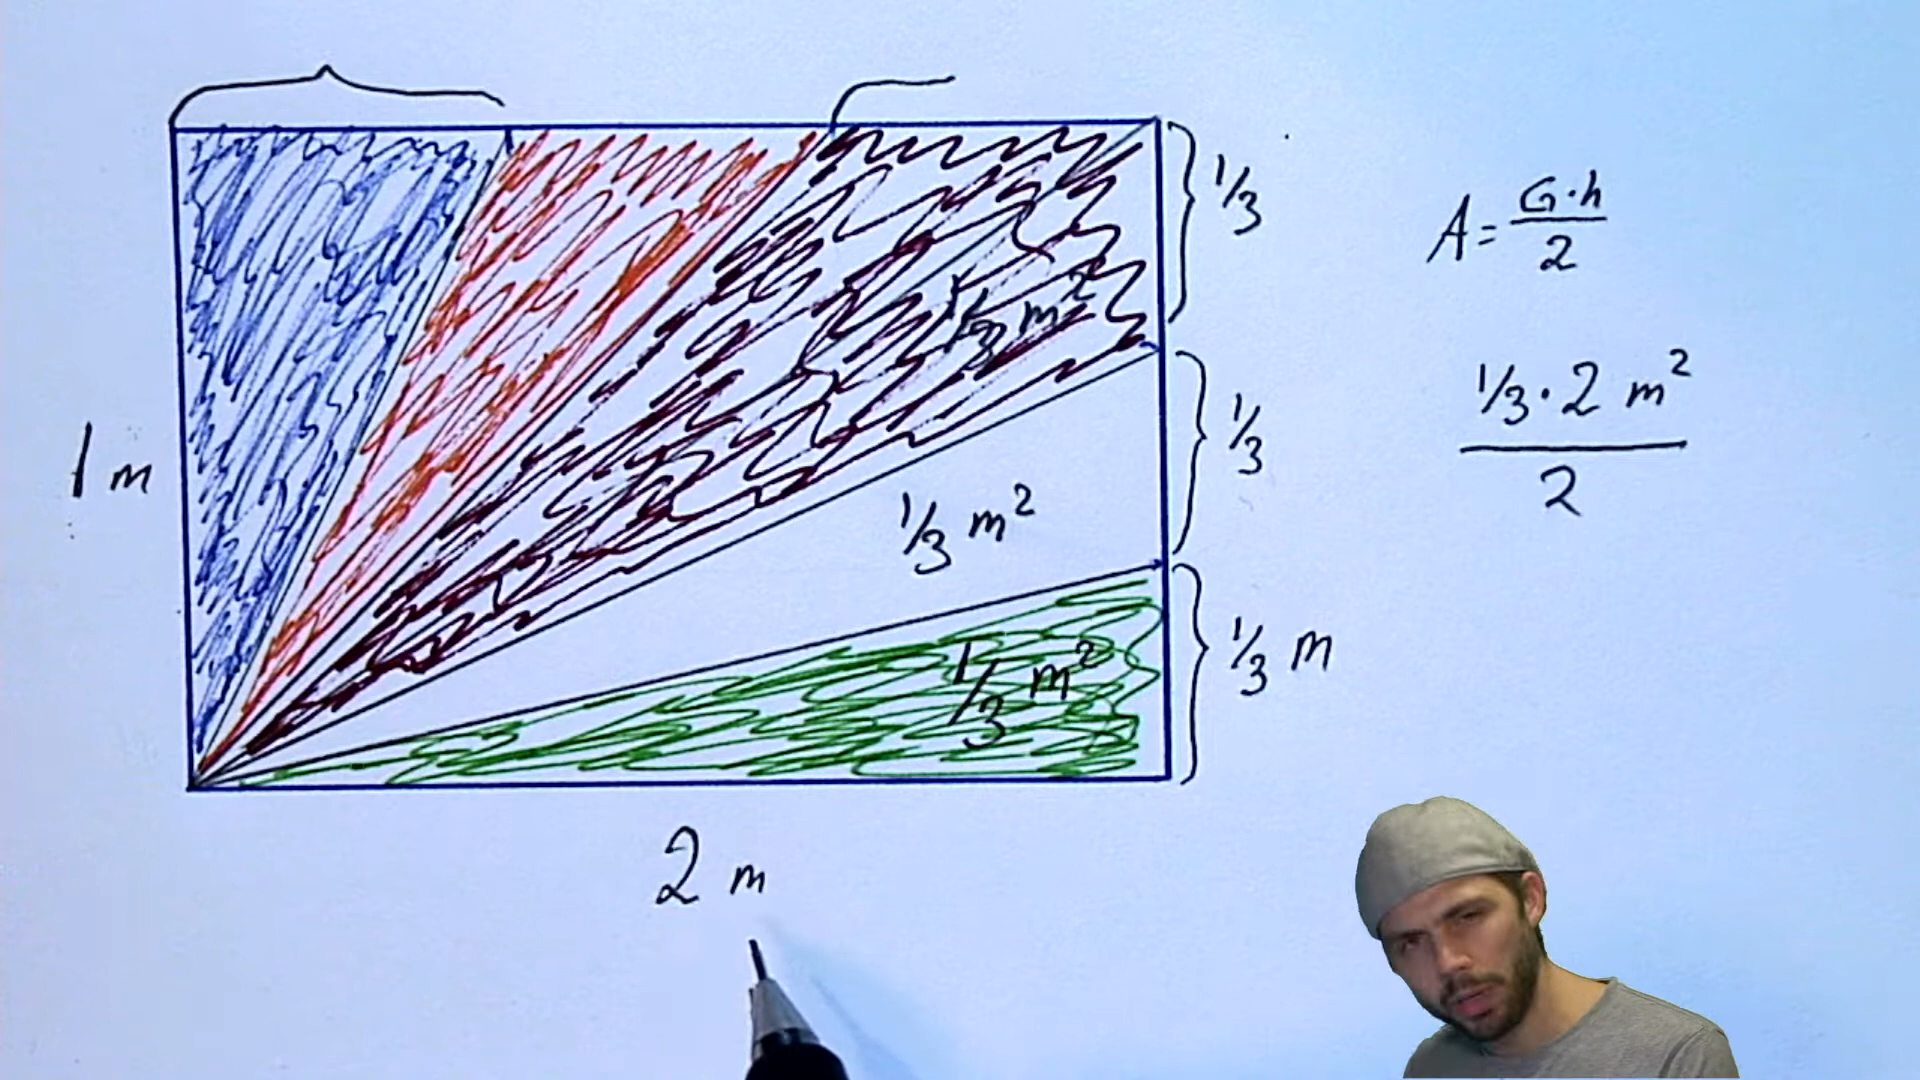 1/3
A = G·h
2
1/3 m²
1/3 · 2 m²
2
1/3
1 m
1/3 m²
1/3 m
1/3 m²
2 m